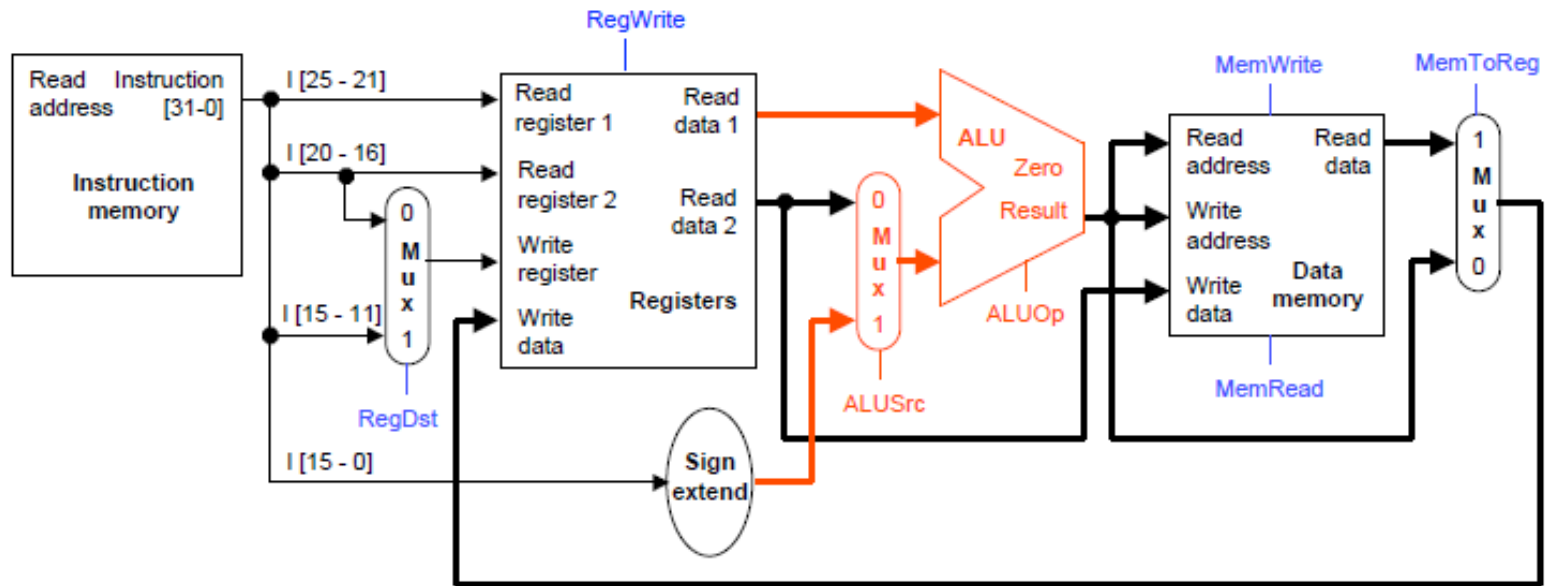 RegWrite
Read Instruction
address [31-0]
Instruction
memory
I [25 - 21]
I [20 - 16]
I [15 - 11]
I [15 - 0]
0
M
u
x
1
RegDst
Read
register 1
Read
data 1
Read
register 2
Read
data 2
Write
register
Write
data
Registers
Sign
extend
0
M
u
x
1
ALUSrc
ALU
Zero
Result
ALUOp
MemWrite
Read
address
Read
data
Write
address
Write
data
Data
memory
MemRead
MemToReg
1
M
u
x
0